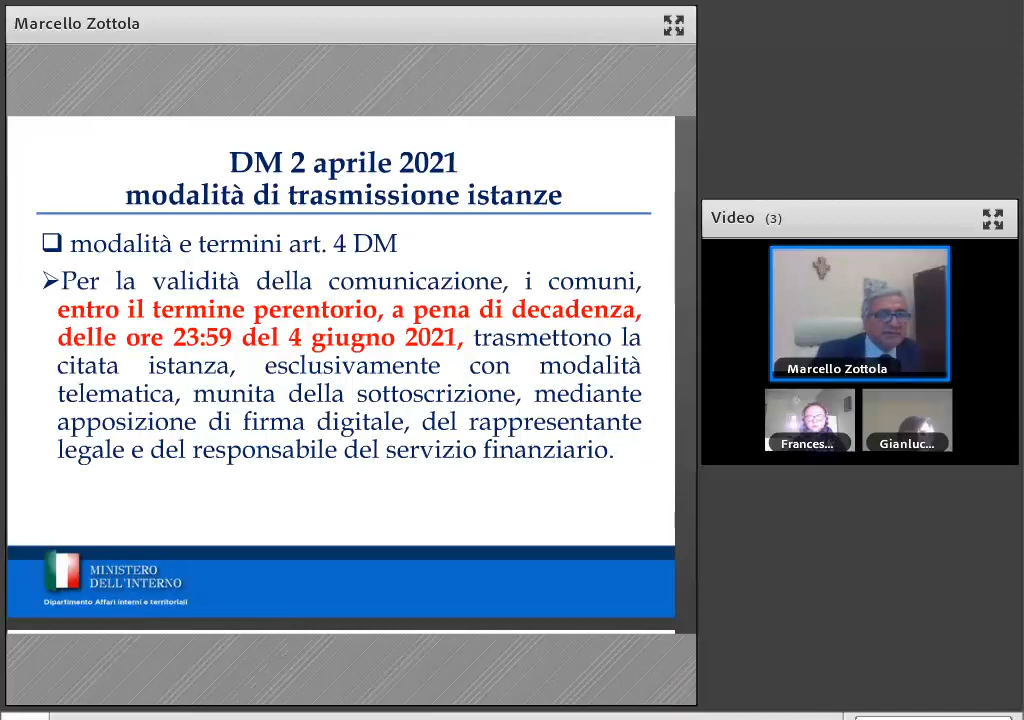 Marcello Zottola
DM 2 aprile 2021
modalità di trasmissione istanze
❑ modalità e termini art. 4 DM
➢Per la validità della comunicazione, i comuni,
entro il termine perentorio, a pena di decadenza,
delle ore 23:59 del 4 giugno 2021, trasmettono la
citata istanza, esclusivamente con modalità
telematica, munita della sottoscrizione, mediante
apposizione di firma digitale, del rappresentante
legale e del responsabile del servizio finanziario.
MINISTERO
DELL'INTERNO
Dipartimento Affari interni e territoriali
Video (3)
Marcello Zottola
Frances...
Gianluc...